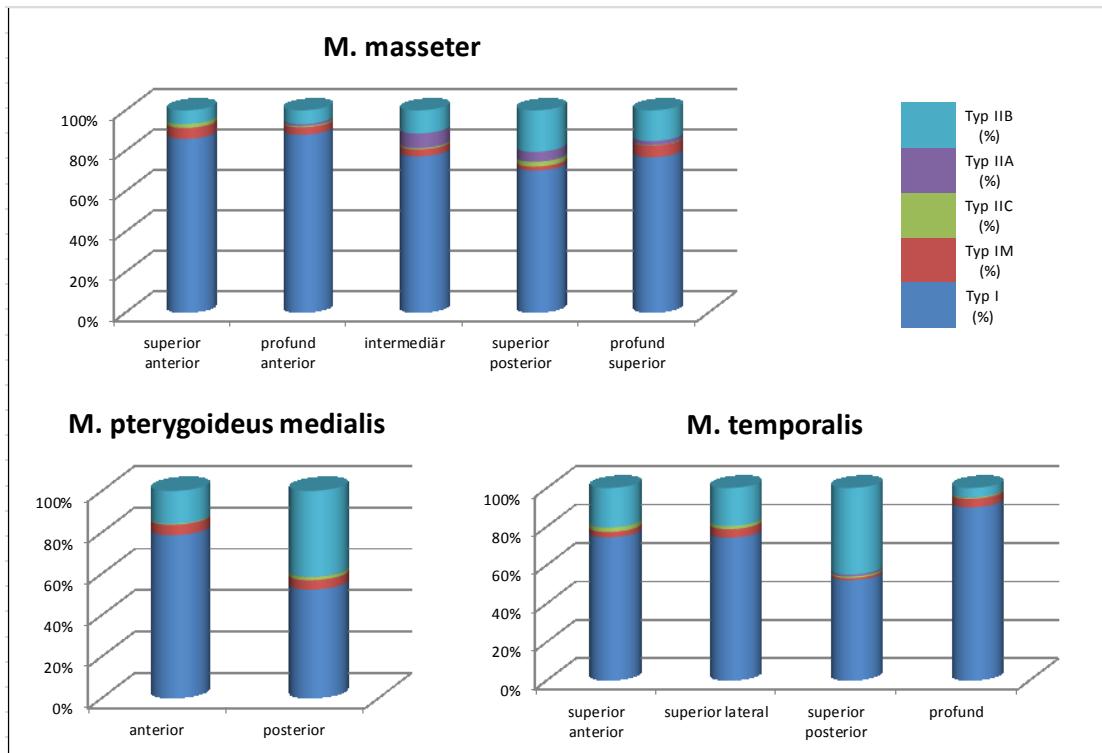 M. masseter
100%
80%
60%
40%
20%
0%
superior
anterior
profund
anterior
intermediär
superior
posterior
profund
superior
Typ IIB
(%)
Typ IIA
(%)
Typ IIC
(%)
Typ IM
(%)
Typ I
(%)
M. pterygoideus medialis
100%
80%
60%
40%
20%
0%
anterior
posterior
M. temporalis
100%
80%
60%
40%
20%
0%
superior
anterior
superior lateral
superior
posterior
profund